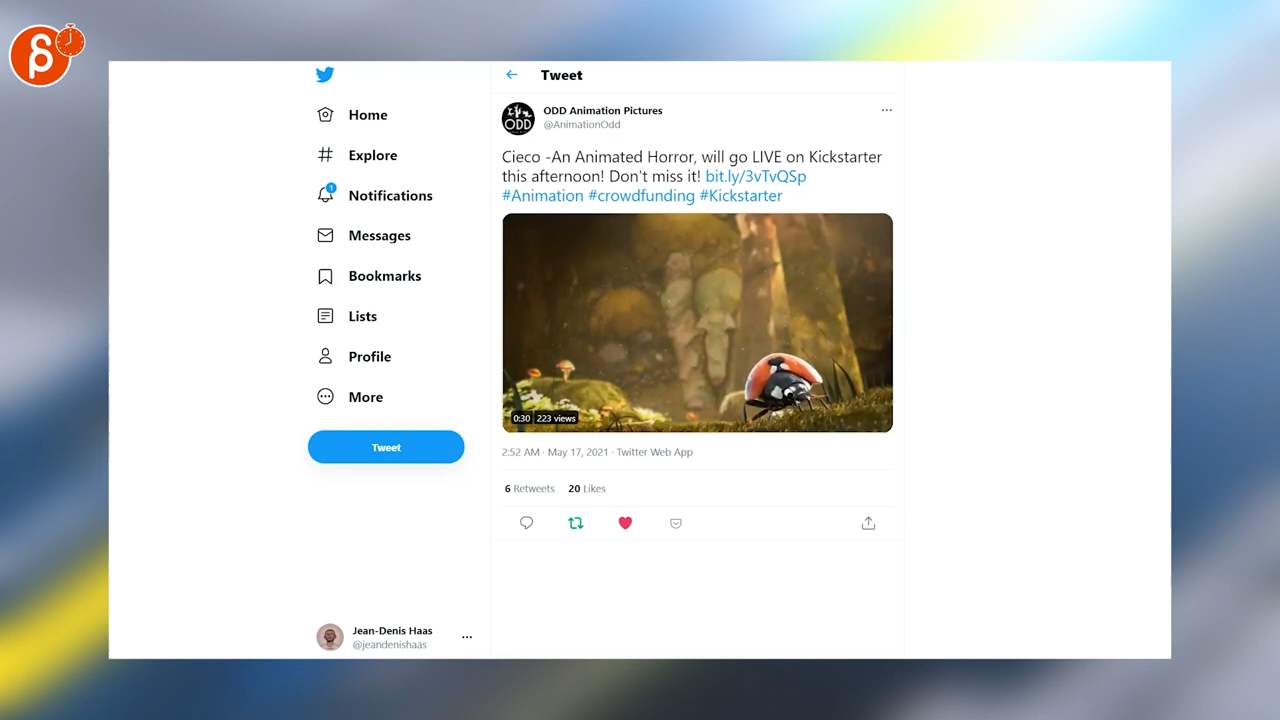 Tweet
ODD Animation Pictures
@AnimationOdd
ODD
Cieco -An Animated Horror, will go LIVE on Kickstarter
this afternoon! Don't miss it! bit.ly/3vTvQSp
#Animation #crowdfunding #Kickstarter
0:30 223 views
2:52 AM · May 17, 2021 · Twitter Web App
6 Retweets 20 Likes
Home
Explore
1
Notifications
Messages
Bookmarks
Lists
Profile
More
Tweet
Jean-Denis Haas
@jeandenishaas